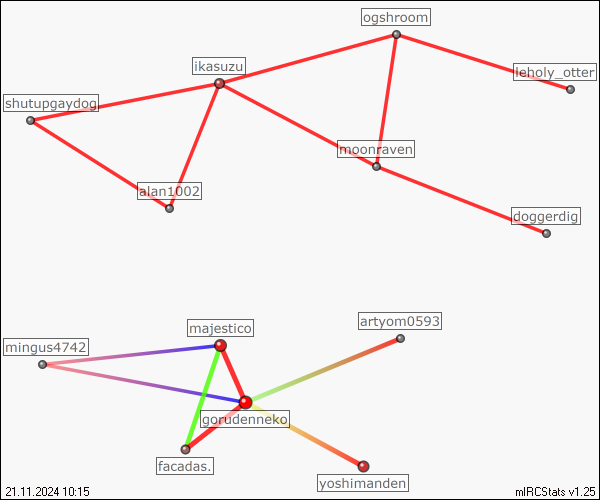 ogshroom
ikasuzu
leholy_otter
shutupgaydog
moonraven
alan1002
doggerdig
artyom0593
majestico
mingus4742
gorudenneko
facadas.
yoshimanden
21.11.2024 10:15
mIRCStats v1.25